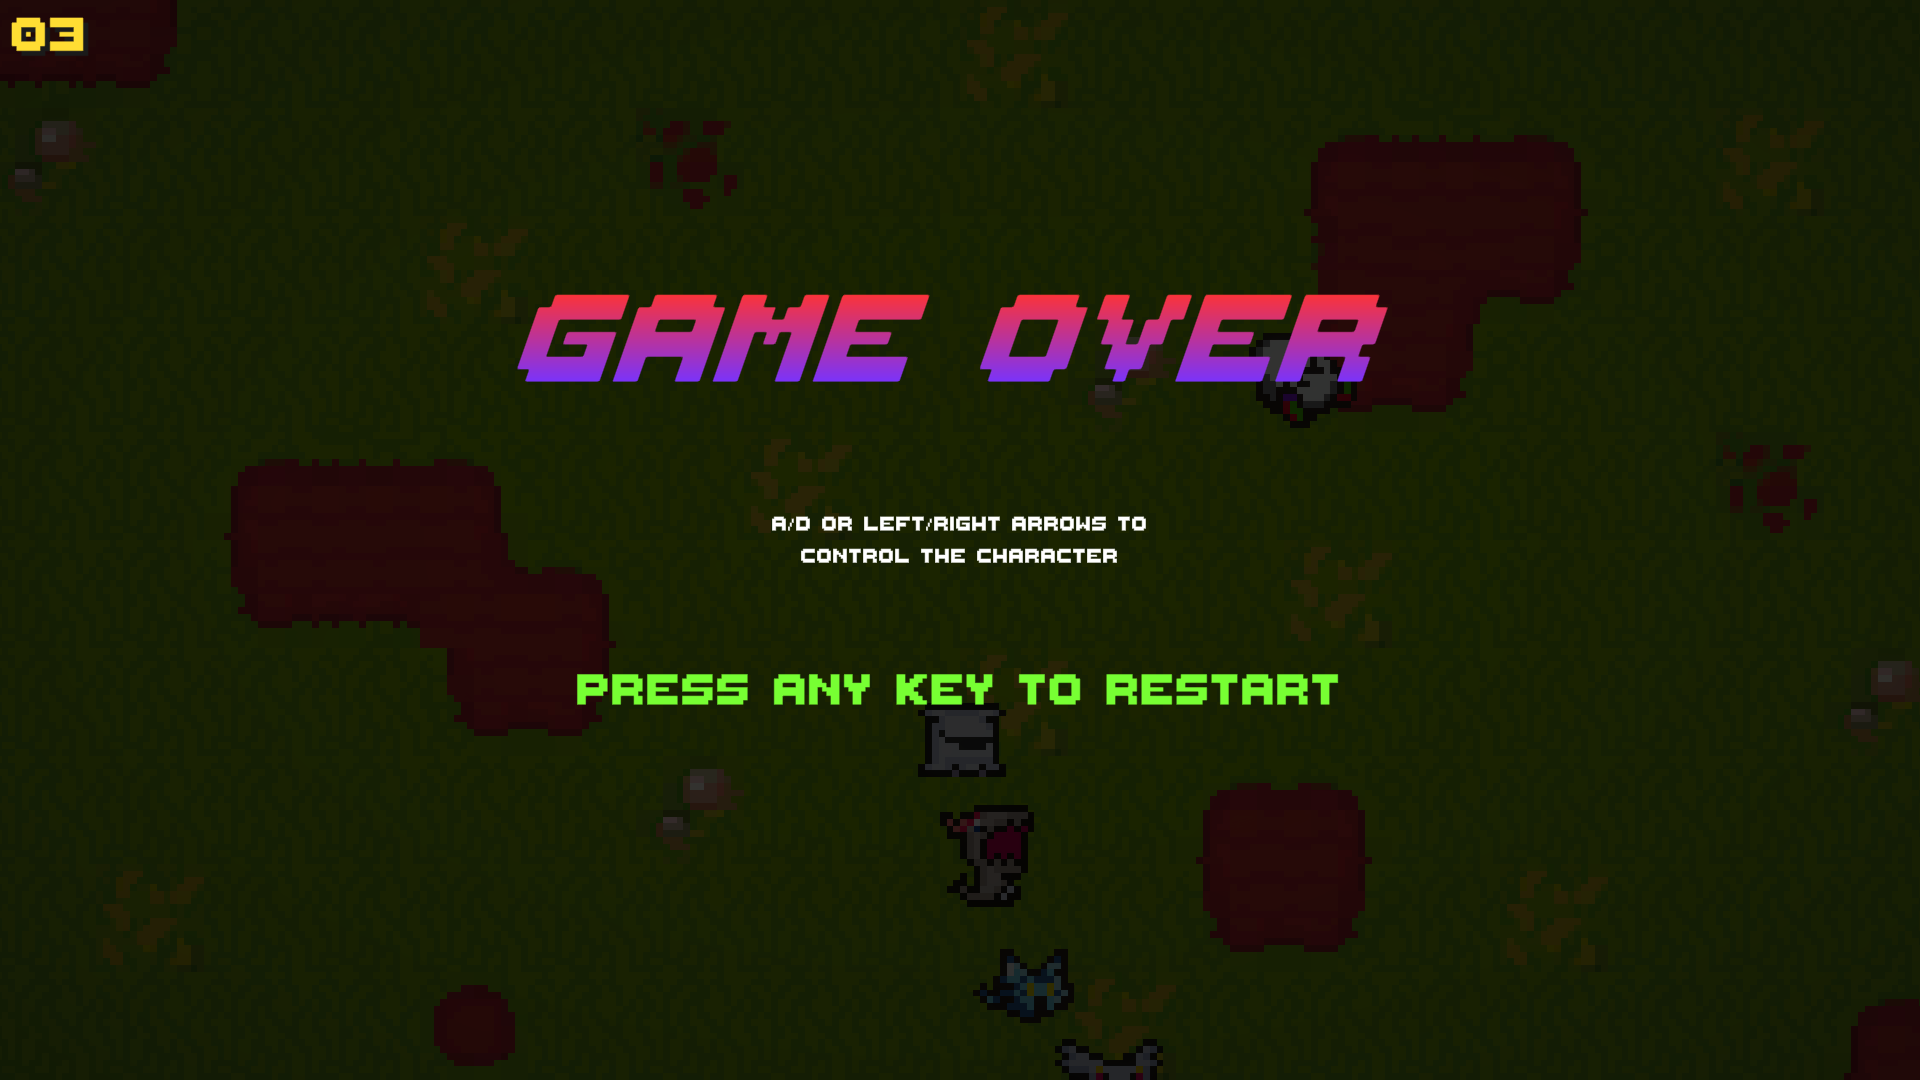 03
GAME OVER
A/D OR LEFT/RIGHT ARROWS TO
CONTROL THE CHARACTER
PRESS ANY KEY TO RESTART